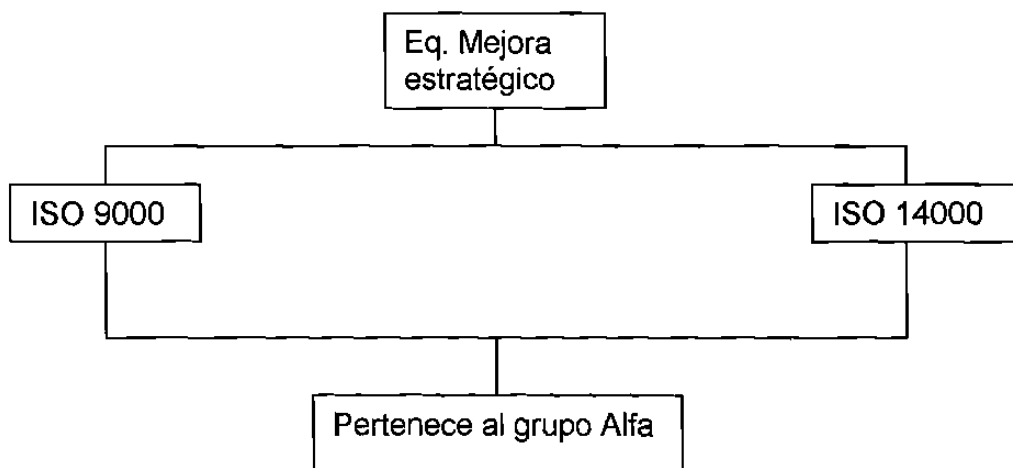 Eq. Mejora
estratégico
ISO 9000
ISO 14000
Pertenece al grupo Alfa